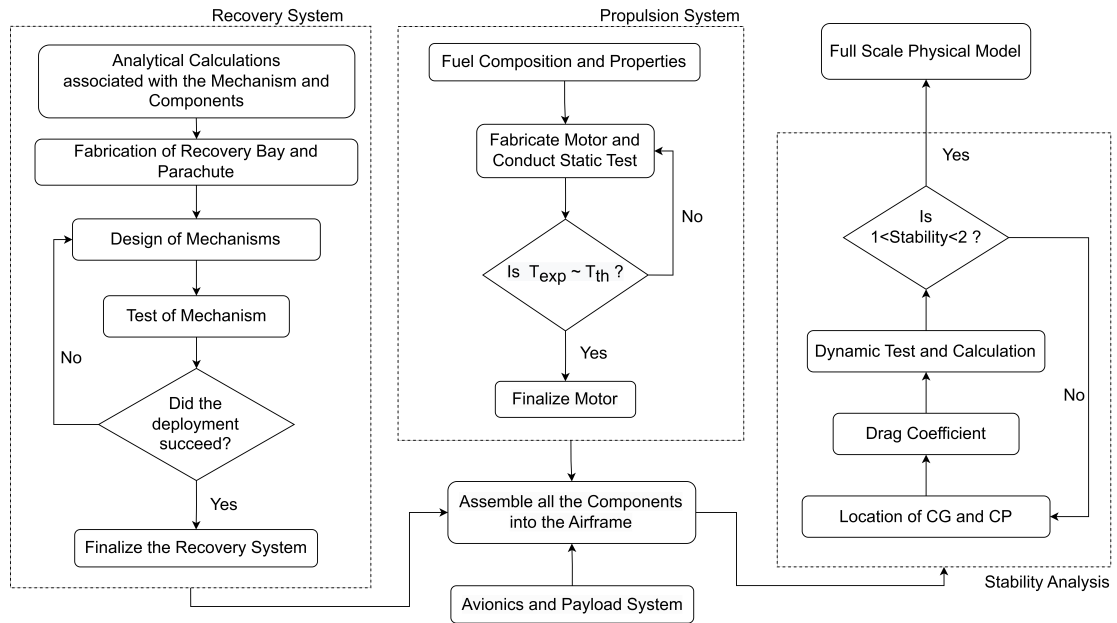 Recovery System
Analytical Calculations
associated with the Mechanism and
Components
Fabrication of Recovery Bay and
Parachute
Design of Mechanisms
Test of Mechanism
No
Did the
deployment
succeed?
Yes
Finalize the Recovery System
Propulsion System
Fuel Composition and Properties
Fabricate Motor and
Conduct Static Test
No
Is Texp ~ Tth ?
Yes
Finalize Motor
Assemble all the Components
into the Airframe
Avionics and Payload System
Full Scale Physical Model
Yes
Is
1<Stability<2 ?
Dynamic Test and Calculation
No
Drag Coefficient
Location of CG and CP
Stability Analysis